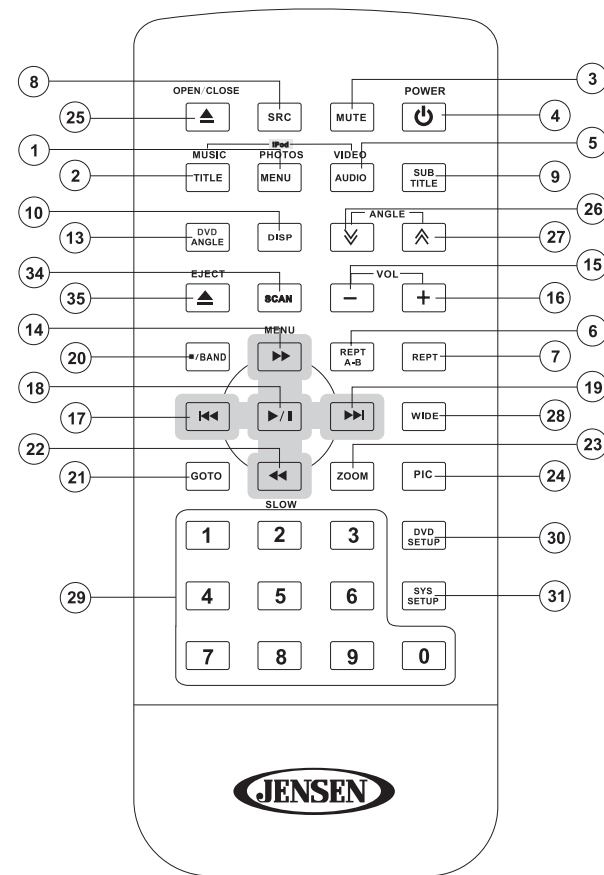 8
3
OPEN/CLOSE
POWER
25
SRC
MUTE
4
1
iPod
5
MUSIC
PHOTOS
VIDEO
2
TITLE
MENU
AUDIO
SUB
TITLE
9
10
26
DVD
ANGLE
DISP
ANGLE
13
27
34
15
EJECT
VOL
35
SCAN
–
+
16
14
6
MENU
20
■/BAND
▶▶
REPT
A-B
REPT
7
18
19
17
I◀◀
▶/II
▶▶I
WIDE
28
22
23
21
GOTO
◀◀
ZOOM
PIC
24
SLOW
1
2
3
DVD
SETUP
30
29
4
5
6
SYS
SETUP
31
7
8
9
0
JENSEN